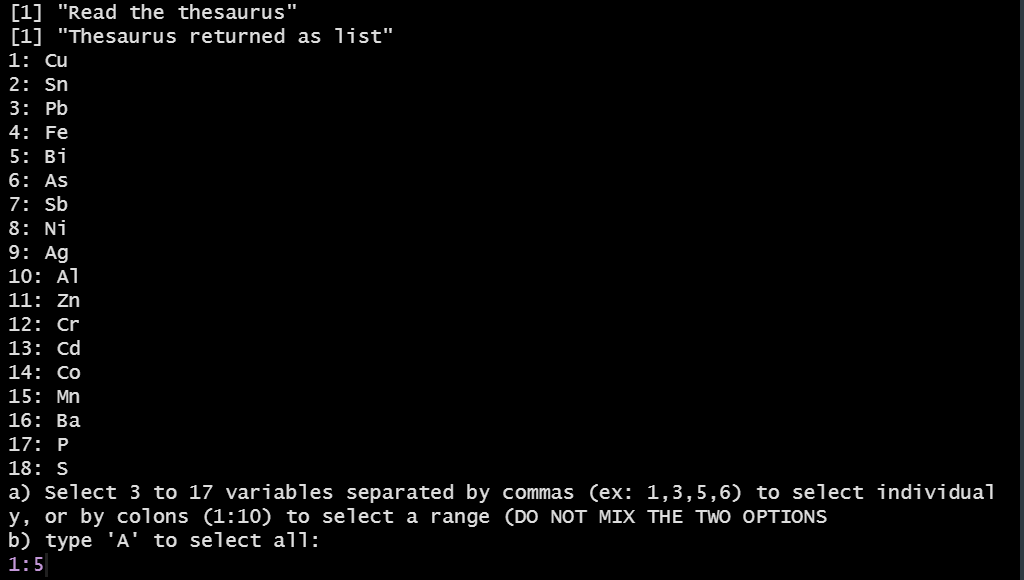 [1] "Read the thesaurus"
[1] "Thesaurus returned as list"
1: Cu
2: Sn
3: Pb
4: Fe
5: Bi
6: As
7: Sb
8: Ni
9: Ag
10: Al
11: Zn
12: Cr
13: Cd
14: Co
15: Mn
16: Ba
17: P
18: S
a) Select 3 to 17 variables separated by commas (ex: 1,3,5,6) to select individual
y, or by colons (1:10) to select a range (DO NOT MIX THE TWO OPTIONS
b) type 'A' to select all:
1:5